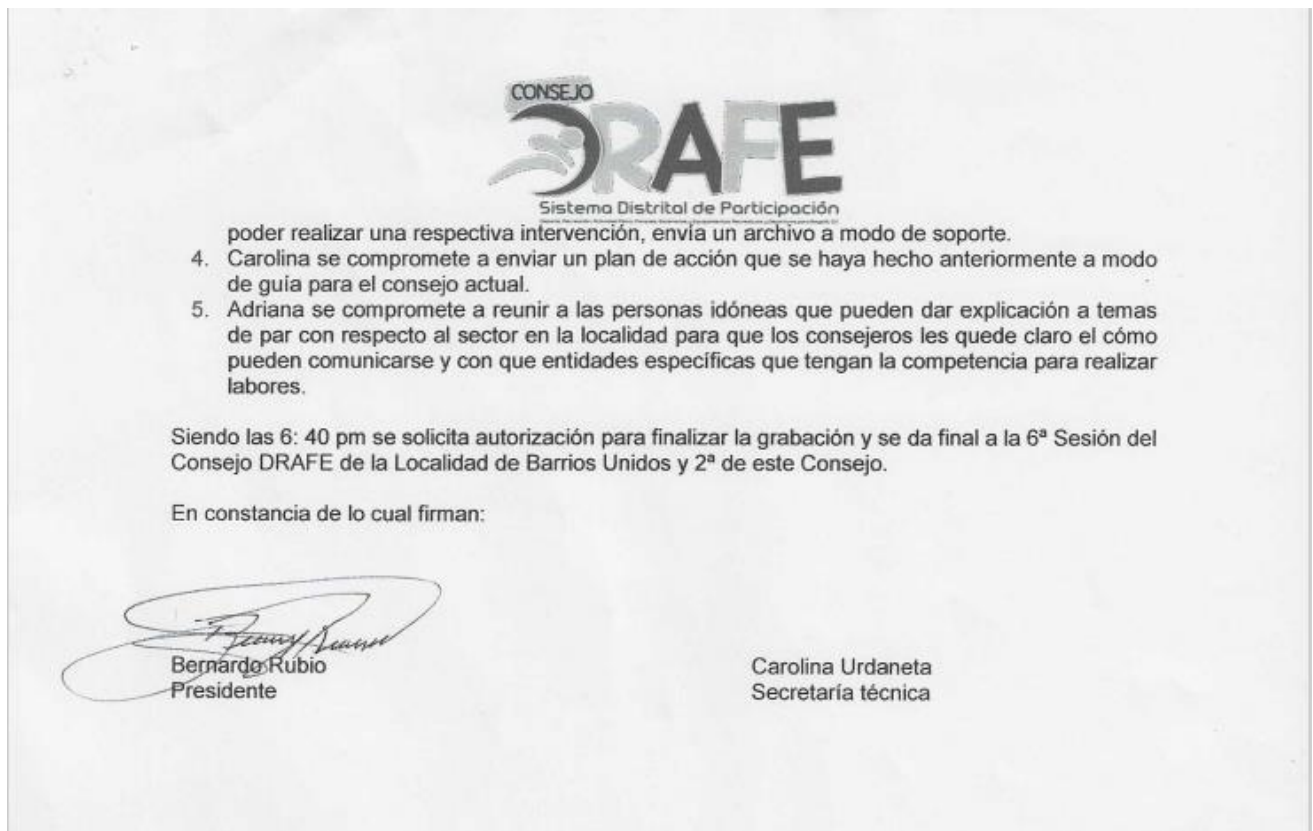 CONSEJO
DRAFE
Sistema Distrital de Participación
poder realizar una respectiva intervención, envía un archivo a modo de soporte.
4. Carolina se compromete a enviar un plan de acción que se haya hecho anteriormente a modo
de guía para el consejo actual.
5. Adriana se compromete a reunir a las personas idóneas que pueden dar explicación a temas
de par con respecto al sector en la localidad para que los consejeros les quede claro el cómo
pueden comunicarse y con que entidades específicas que tengan la competencia para realizar
labores.
Siendo las 6: 40 pm se solicita autorización para finalizar la grabación y se da final a la 6ª Sesión del
Consejo DRAFE de la Localidad de Barrios Unidos y 2ª de este Consejo.
En constancia de lo cual firman:
Bernardo Rubio
Presidente
Carolina Urdaneta
Secretaría técnica